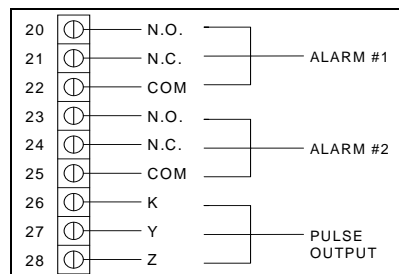 20 N.O.
21 N.C. ALARM #1
22 COM
23 N.O.
24 N.C. ALARM #2
25 COM
26 K
27 Y PULSE
28 Z OUTPUT